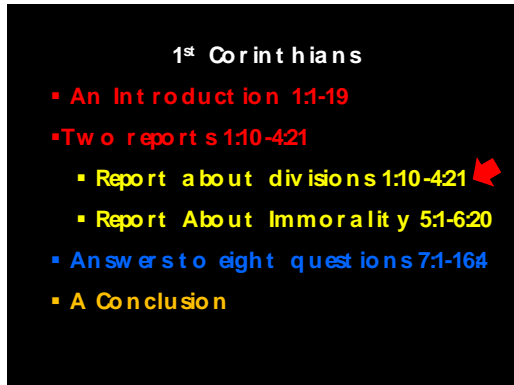 1st Corinthians
▪ An Introduction 1:1-19
▪Two reports 1:10-4:21
▪ Report about divisions 1:10-4:21
▪ Report About Immorality 5:1-6:20
▪ Answers to eight questions 7:1-16:4
▪ A Conclusion